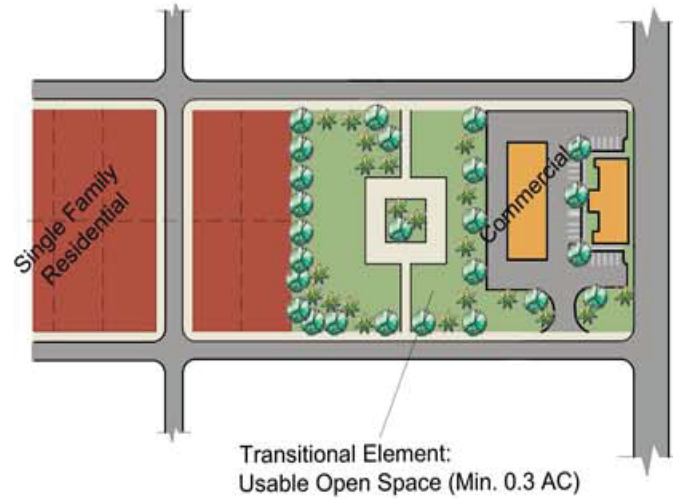 Single Family
Residential
Commercial
Transitional Element:
Usable Open Space (Min. 0.3 AC)